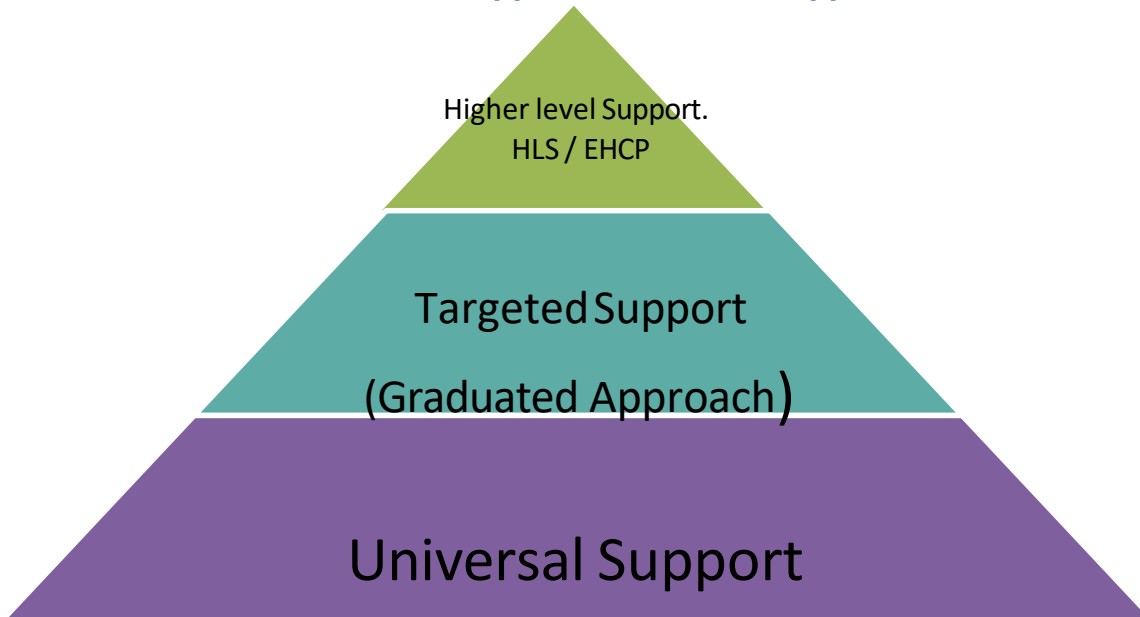 Higher level Support.
HLS / EHCP
Targeted Support
(Graduated Approach)
Universal Support